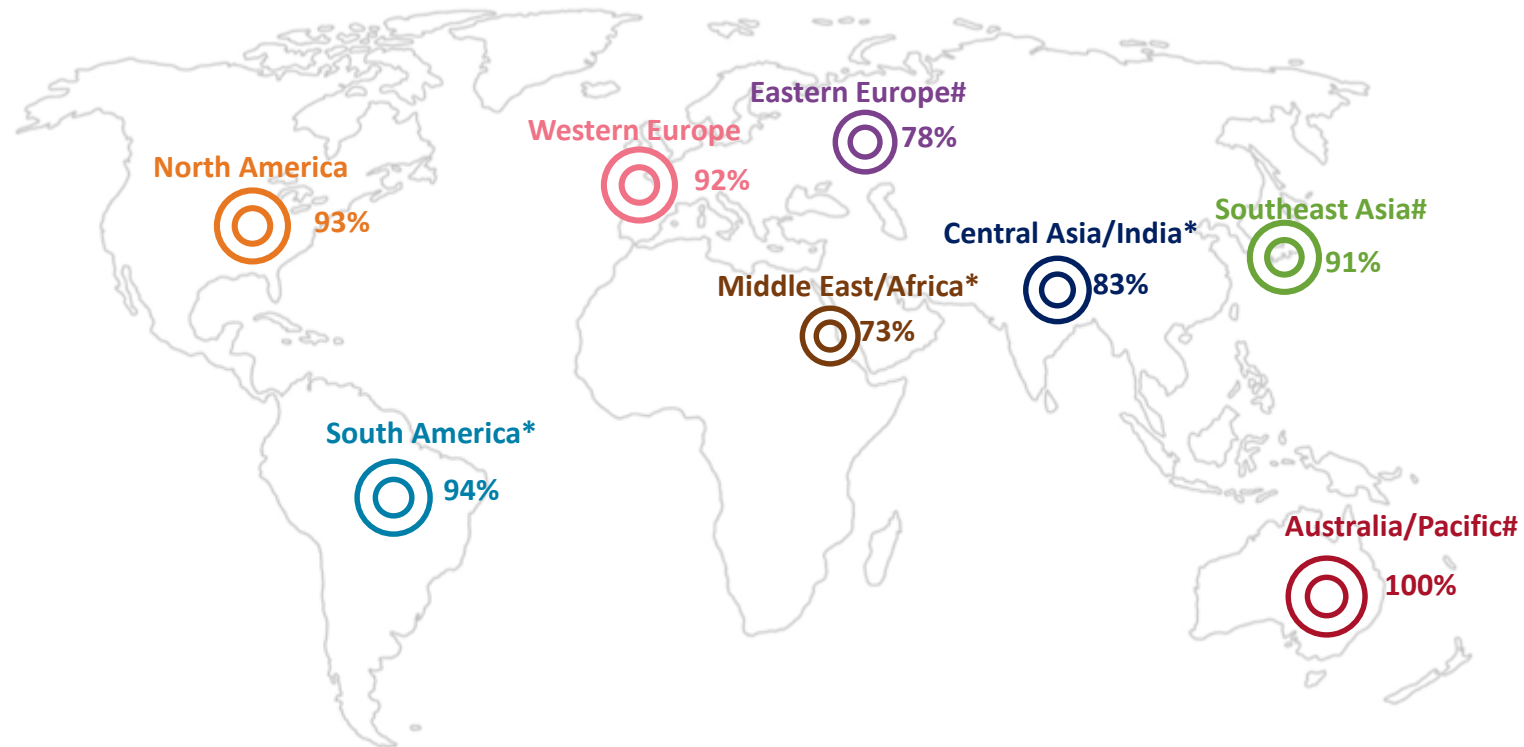 Eastern Europe#
78%
Western Europe
92%
North America
93%
Southeast Asia#
91%
Central Asia/India*
83%
Middle East/Africa*
73%
South America*
94%
Australia/Pacific#
100%